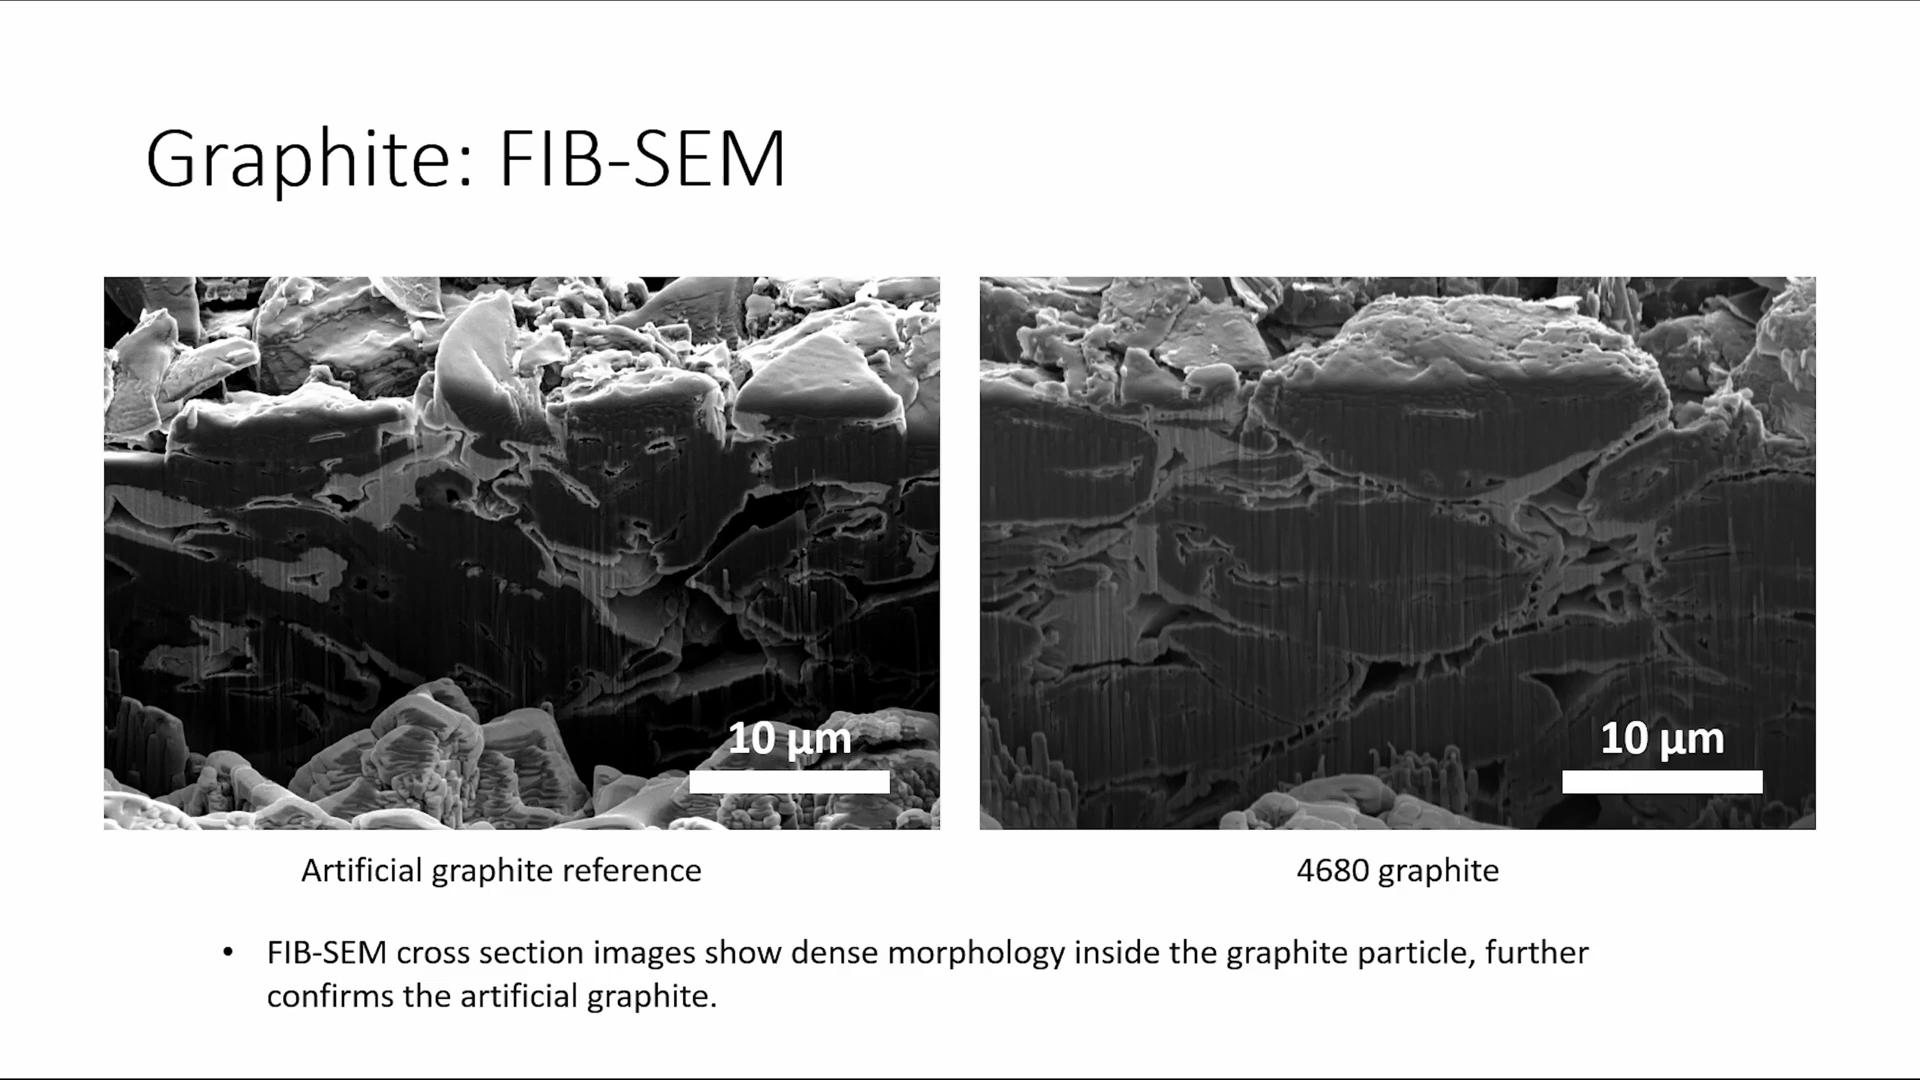 Graphite: FIB-SEM
10 µm
10 µm
Artificial graphite reference
4680 graphite
• FIB-SEM cross section images show dense morphology inside the graphite particle, further
confirms the artificial graphite.